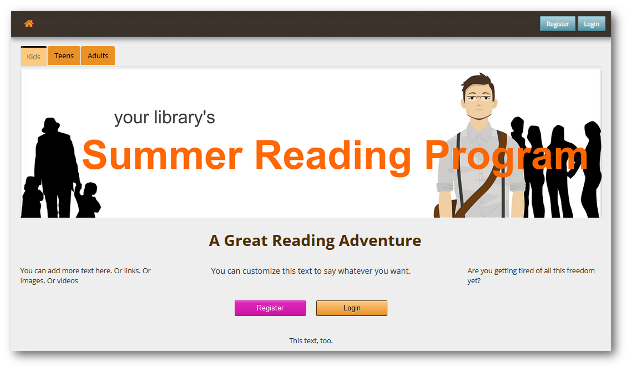 Register Login
Kids Teens Adults
your library's
Summer Reading Program
A Great Reading Adventure
You can add more text here. Or links. Or
images. Or videos
You can customize this text to say whatever you want.
Are you getting tired of all this freedom
yet?
Register Login
This text, too.